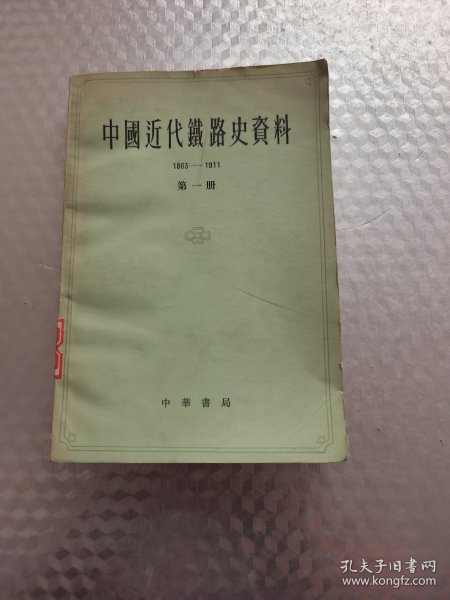 中國近代鐵路史資料
1863—1911
第一册
中華書局
孔夫子旧书网
www.kongfz.com